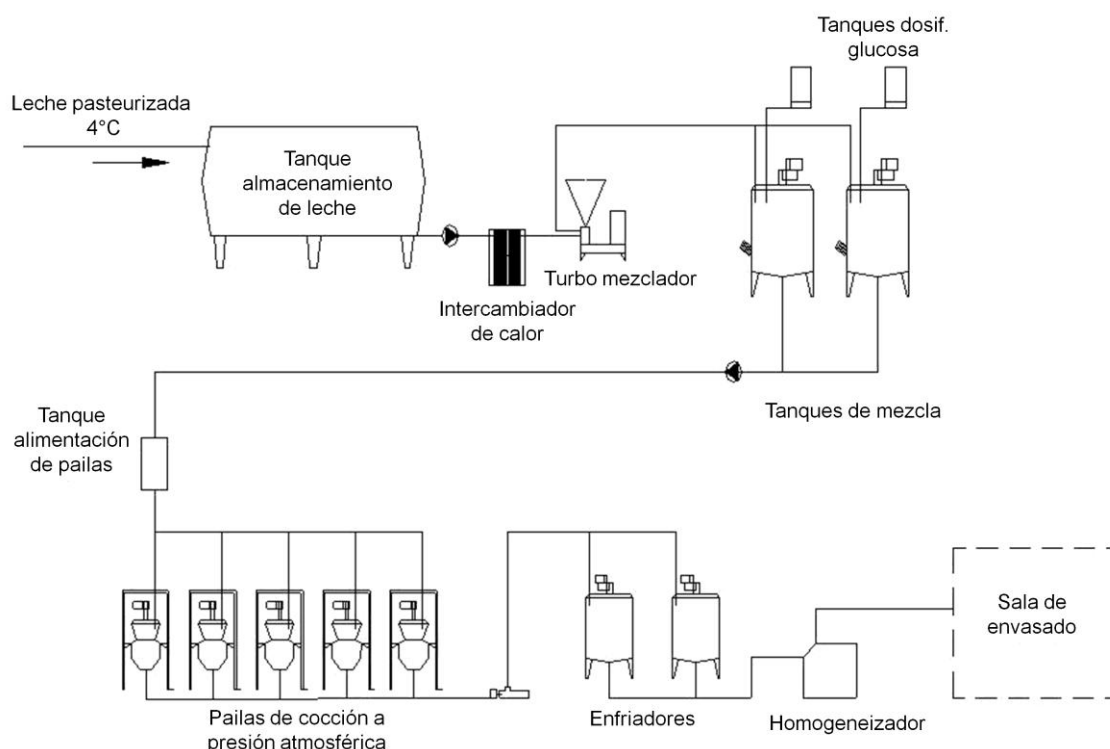 Tanques dosif.
glucosa
Leche pasteurizada
4°C
Tanque
almacenamiento
de leche
Turbo mezclador
Intercambiador
de calor
Tanques de mezcla
Tanque
alimentación
de pailas
Sala de
envasado
Pailas de cocción a
presión atmosférica
Enfriadores
Homogeneizador